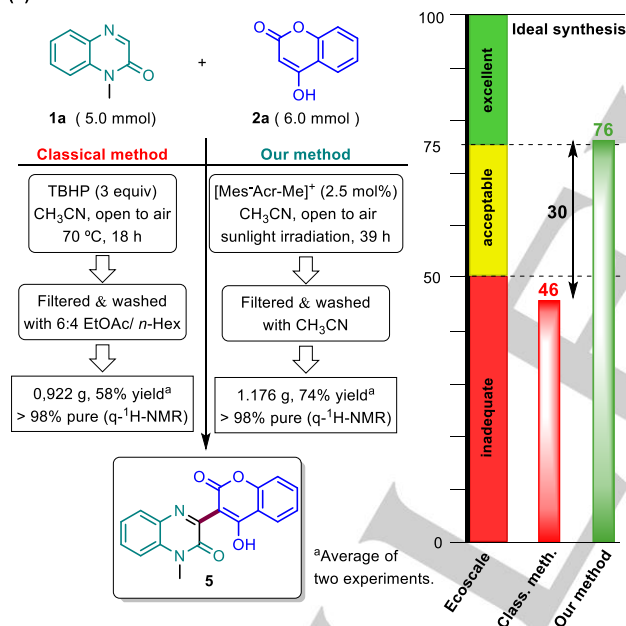 N
N
O
1a ( 5.0 mmol)
+
O
O
OH
2a ( 6.0 mmol )
Classical method
TBHP (3 equiv)
CH3CN, open to air
70 ºC, 18 h
Filtered & washed
with 6:4 EtOAc/ n-Hex
0,922 g, 58% yieldᵃ
> 98% pure (q-¹H-NMR)
Our method
[Mes-Acr-Me]⁺ (2.5 mol%)
CH3CN, open to air
sunlight irradiation, 39 h
Filtered & washed
with CH3CN
1.176 g, 74% yieldᵃ
> 98% pure (q-¹H-NMR)
O
O
N
N
O
OH
5
ᵃAverage of
two experiments.
100
75
50
0
excellent
acceptable
inadequate
Ideal synthesis
76
30
46
Ecoscale
Class. meth.
Our method